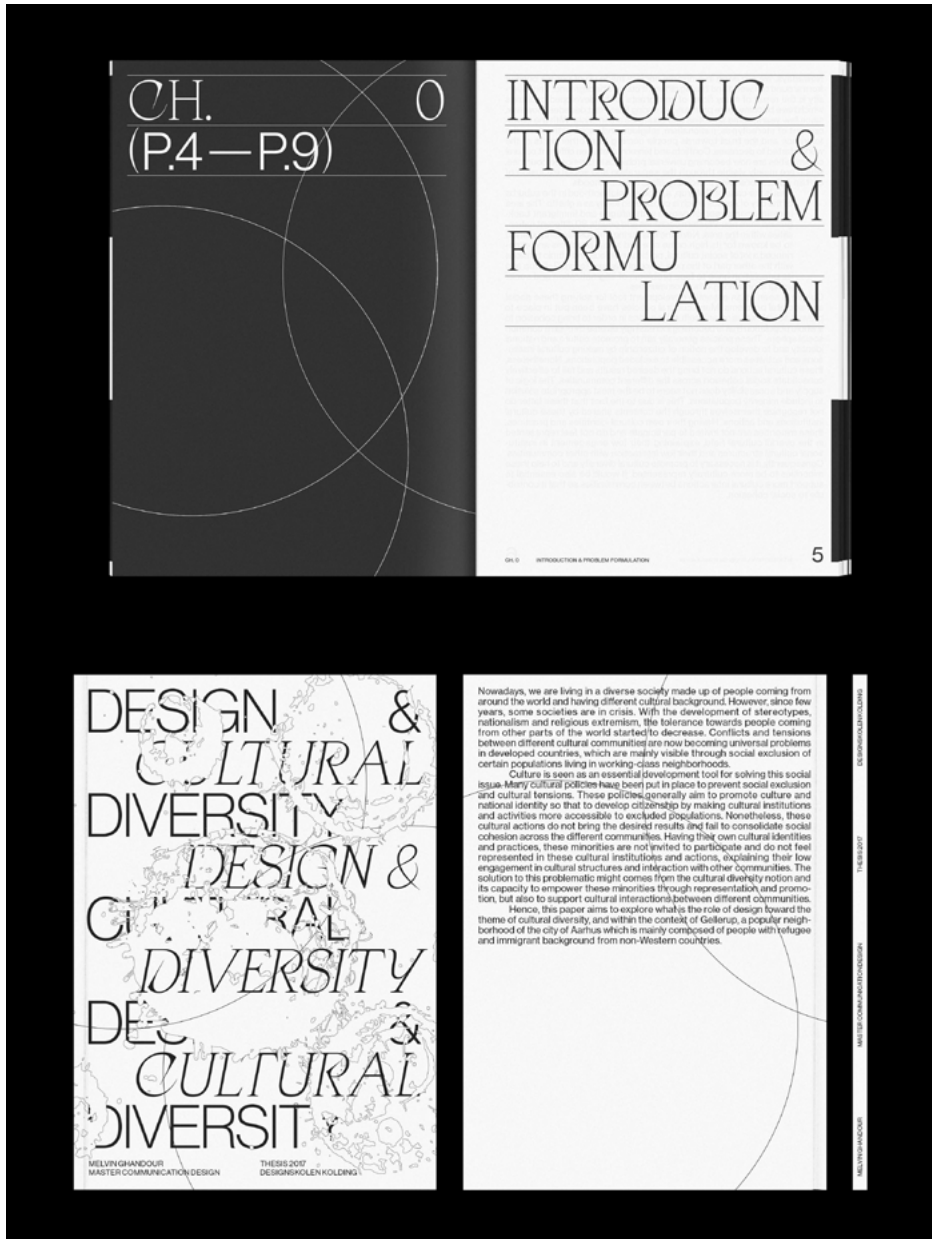 CH. 0
(P.4—P.9)
INTRODUC
TION &
PROBLEM
FORMU
LATION
CH. 0 INTRODUCTION & PROBLEM FORMULATION 5
DESIGN &
CULTURAL
DIVERSITY
DESIGN &
CULTURAL
DIVERSITY
DES &
CULTURAL
DIVERSITY
MELVIN GHANDOUR
MASTER COMMUNICATION DESIGN
THESIS 2017
DESIGNSKOLEN KOLDING
Nowadays, we are living in a diverse society made up of people coming from
around the world and having different cultural background. However, since few
years, some societies are in crisis. With the development of stereotypes,
nationalism and religious extremism, the tolerance towards people coming
from other parts of the world started to decrease. Conflicts and tensions
between different cultural communities are now becoming universal problems
in developed countries, which are mainly visible through social exclusion of
certain populations living in working-class neighborhoods.
Culture is seen as an essential development tool for solving this social
issue. Many cultural policies have been put in place to prevent social exclusion
and cultural tensions. These policies generally aim to promote culture and
national identity so that to develop citizenship by making cultural institutions
and activities more accessible to excluded populations. Nonetheless, these
cultural actions do not bring the desired results and fail to consolidate social
cohesion across the different communities. Having their own cultural identities
and practices, these minorities are not invited to participate and do not feel
represented in these cultural institutions and actions, explaining their low
engagement in cultural structures and interaction with other communities. The
solution to this problematic might comes from the cultural diversity notion and
its capacity to empower these minorities through representation and promo-
tion, but also to support cultural interactions between different communities.
Hence, this paper aims to explore what is the role of design toward the
theme of cultural diversity, and within the context of Gellerup, a popular neigh-
borhood of the city of Aarhus which is mainly composed of people with refugee
and immigrant background from non-Western countries.
DESIGNSKOLEN KOLDING
THESIS 2017
MASTER COMMUNICATION DESIGN
MELVIN GHANDOUR